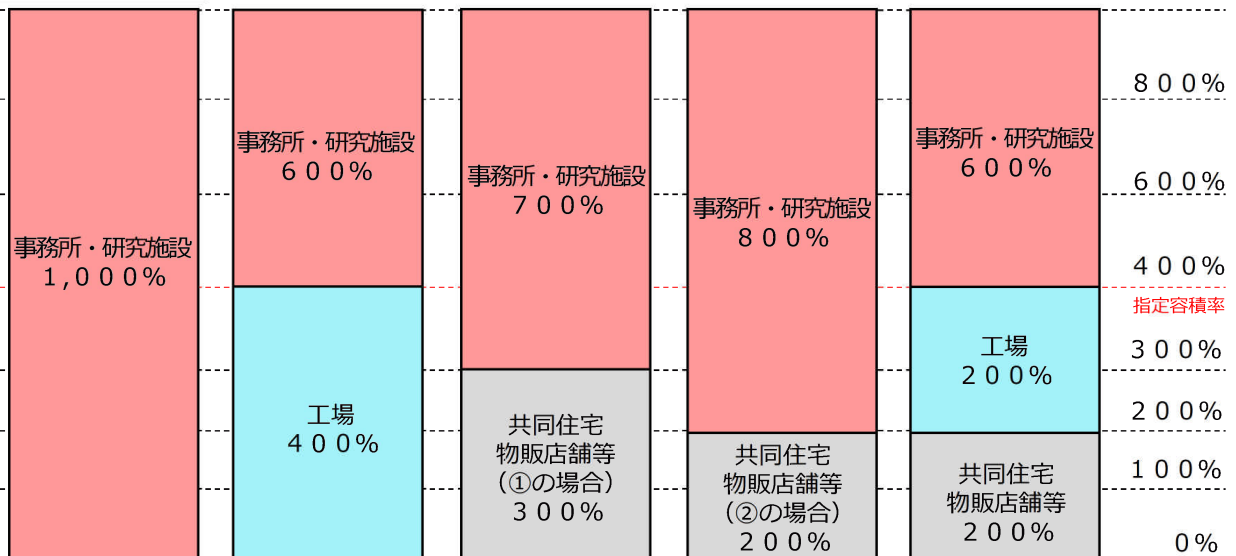 事務所・研究施設
1,000%
事務所・研究施設
600%
工場
400%
事務所・研究施設
700%
共同住宅
物販店舗等
(①の場合)
300%
事務所・研究施設
800%
共同住宅
物販店舗等
(②の場合)
200%
事務所・研究施設
600%
工場
200%
共同住宅
物販店舗等
200%
800%
600%
400%
指定容積率
300%
200%
100%
0%